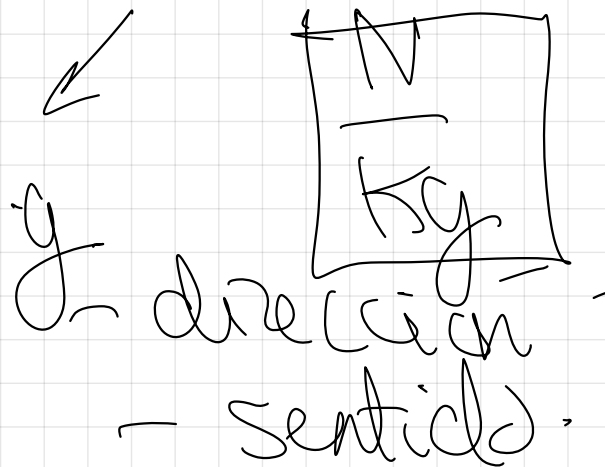 N
Kg
g - dirección
- sentido